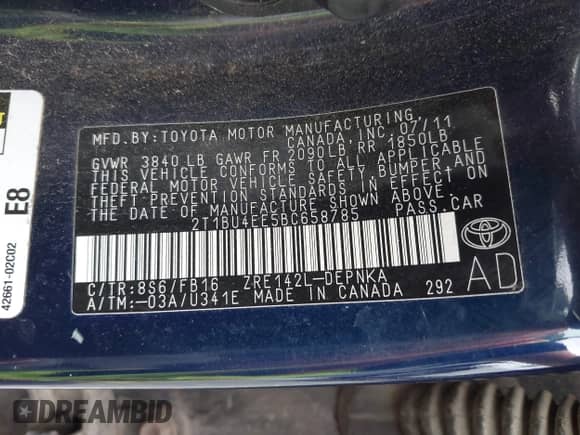 MFD.BY:TOYOTA MOTOR MANUFACTURING,
CANADA,INC.07/11
GVWR 3840 LB GAWR FR 2090LB RR 1850LB
THIS VEHICLE CONFORMS TO ALL APPLICABLE
FEDERAL MOTOR VEHICLE SAFETY, BUMPER AND
THEFT PREVENTION STANDARDS IN EFFECT ON
THE DATE OF MANUFACTURE SHOWN ABOVE.
2T1BU4EE5BC658785 PASS.CAR
C/TR:8S6/FB16 ZRE142L-DEPNKA
A/TM:-03A/U341E MADE IN CANADA 292
AD
E8
42661-02C02
DREAMBID